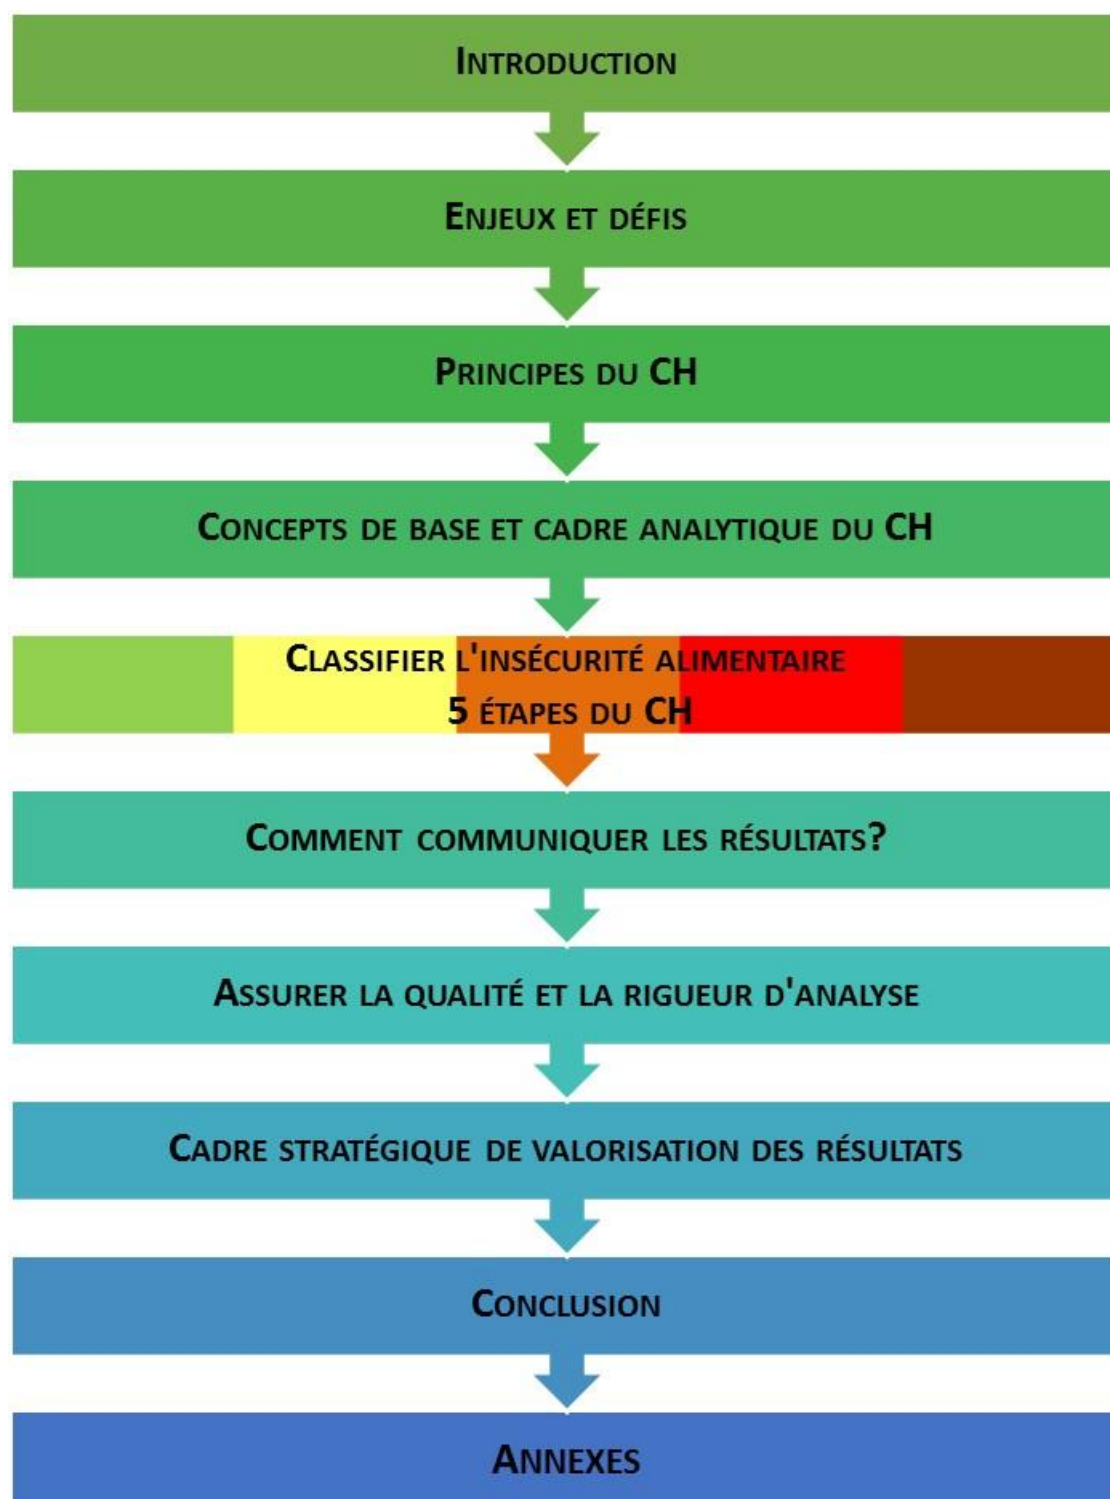 INTRODUCTION
ENJEUX ET DÉFIS
PRINCIPES DU CH
CONCEPTS DE BASE ET CADRE ANALYTIQUE DU CH
CLASSIFIER L'INSÉCURITÉ ALIMENTAIRE
5 ÉTAPES DU CH
COMMENT COMMUNIQUER LES RÉSULTATS?
ASSURER LA QUALITÉ ET LA RIGUEUR D'ANALYSE
CADRE STRATÉGIQUE DE VALORISATION DES RÉSULTATS
CONCLUSION
ANNEXES